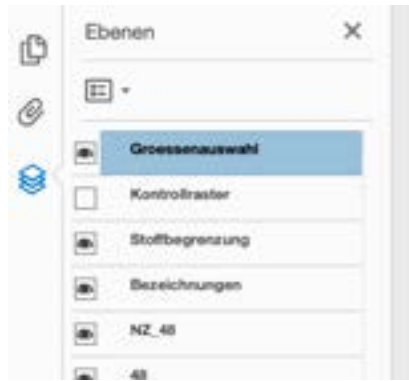 Ebenen
Groessenauswahl
Kontrollraster
Stoffbegrenzung
Bezeichnungen
NZ_48
48